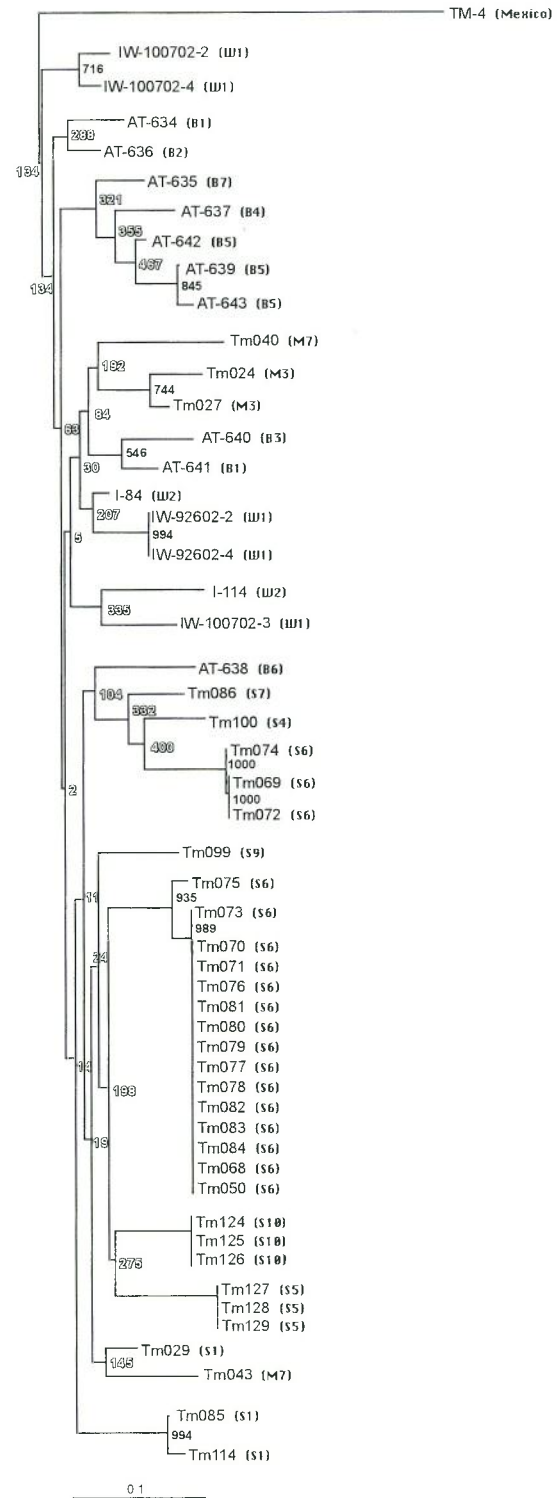 TM-4 (Mexico)
IW-100702-2 (W1)
716
IW-100702-4 (W1)
AT-634 (B1)
288
AT-636 (B2)
134
AT-635 (B7)
321
AT-637 (B4)
355
AT-642 (B5)
467
AT-639 (B5)
845
134
AT-643 (B5)
Tm040 (M7)
192
Tm024 (M3)
744
Tm027 (M3)
84
63
AT-640 (B3)
546
30
AT-641 (B1)
I-84 (W2)
207
IW-92602-2 (W1)
994
5
IW-92602-4 (W1)
I-114 (W2)
335
IW-100702-3 (W1)
AT-638 (B6)
104
Tm086 (S7)
332
Tm100 (S4)
400
Tm074 (S6)
1000
Tm069 (S6)
2
1000
Tm072 (S6)
Tm099 (S9)
Tm075 (S6)
11
935
Tm073 (S6)
989
Tm070 (S6)
24
Tm071 (S6)
Tm076 (S6)
Tm081 (S6)
Tm080 (S6)
Tm079 (S6)
14
Tm077 (S6)
Tm078 (S6)
198
Tm082 (S6)
Tm083 (S6)
19
Tm084 (S6)
Tm068 (S6)
Tm050 (S6)
Tm124 (S10)
Tm125 (S10)
Tm126 (S10)
275
Tm127 (S5)
Tm128 (S5)
Tm129 (S5)
Tm029 (S1)
145
Tm043 (M7)
Tm085 (S1)
994
Tm114 (S1)
0.1